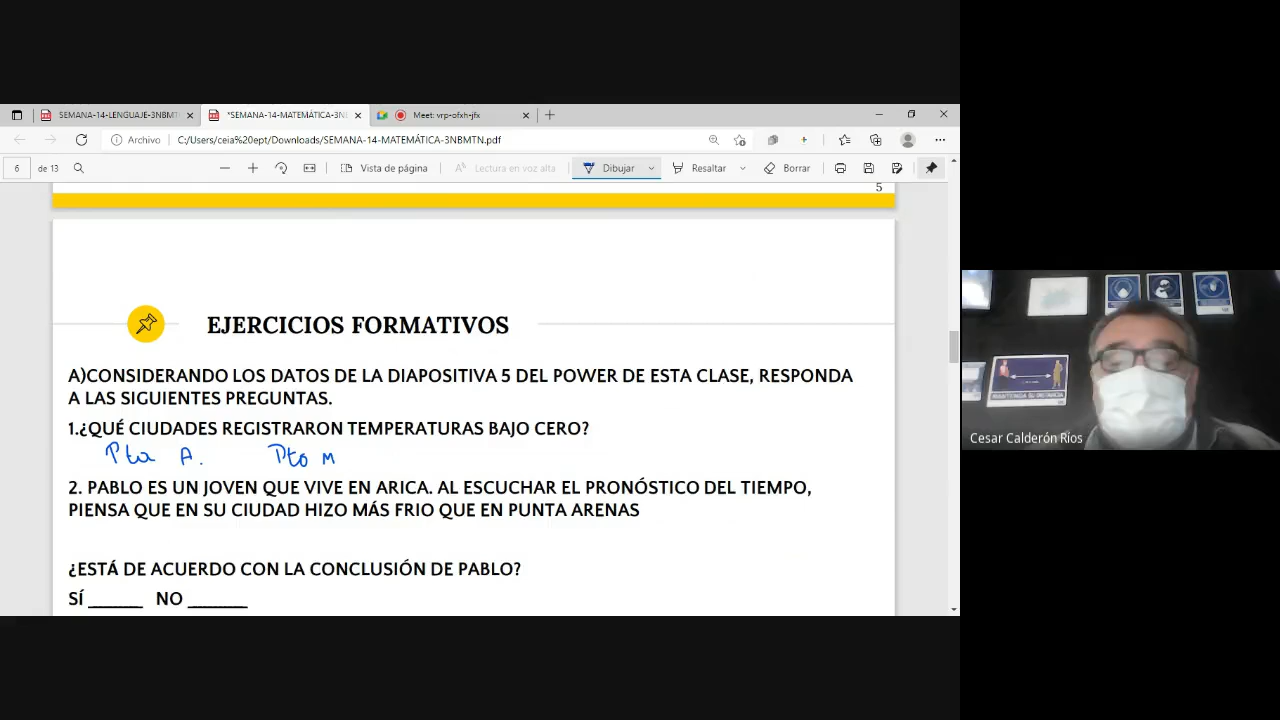 SEMANA-14-LENGUAJE-3NBMT
*SEMANA-14-MATEMÁTICA-3N
Meet: vrp-ofxh-jfx
Archivo C:/Users/ceia%20ept/Downloads/SEMANA-14-MATEMÁTICA-3NBMTN.pdf
6 de 13 Vista de página Lectura en voz alta Dibujar Resaltar Borrar
5
EJERCICIOS FORMATIVOS
A)CONSIDERANDO LOS DATOS DE LA DIAPOSITIVA 5 DEL POWER DE ESTA CLASE, RESPONDA
A LAS SIGUIENTES PREGUNTAS.
1.¿QUÉ CIUDADES REGISTRARON TEMPERATURAS BAJO CERO?
Pta A. Pto M
2. PABLO ES UN JOVEN QUE VIVE EN ARICA. AL ESCUCHAR EL PRONÓSTICO DEL TIEMPO,
PIENSA QUE EN SU CIUDAD HIZO MÁS FRIO QUE EN PUNTA ARENAS
¿ESTÁ DE ACUERDO CON LA CONCLUSIÓN DE PABLO?
SÍ _______ NO ________
Cesar Calderón Rios